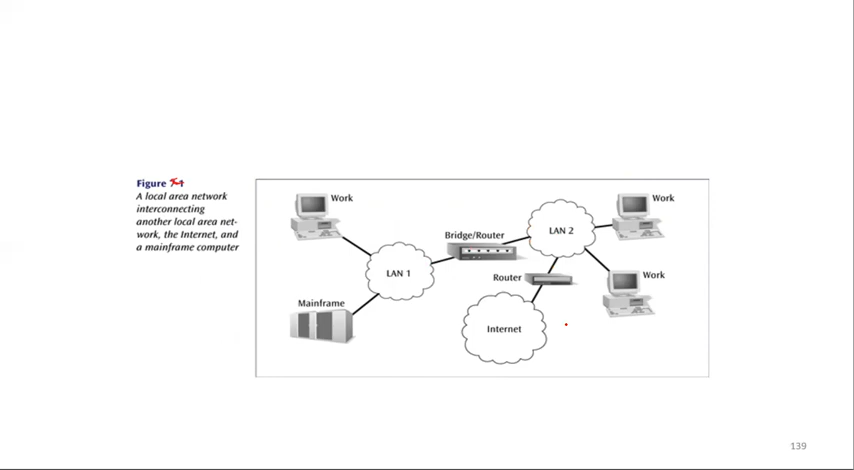 Figure
A local area network
interconnecting
another local area net-
work, the Internet, and
a mainframe computer
Work
Work
Bridge/Router
LAN 2
LAN 1
Router
Work
Mainframe
Internet
139